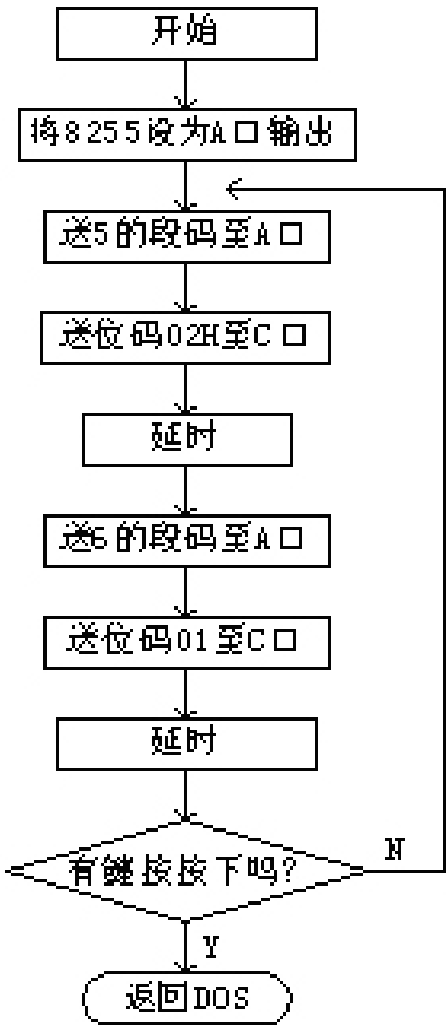 开始
将8255设为A口输出
送5的段码至A口
送位码02H至C口
延时
送6的段码至A口
送位码01至C口
延时
有键按按下吗?
N
Y
返回DOS